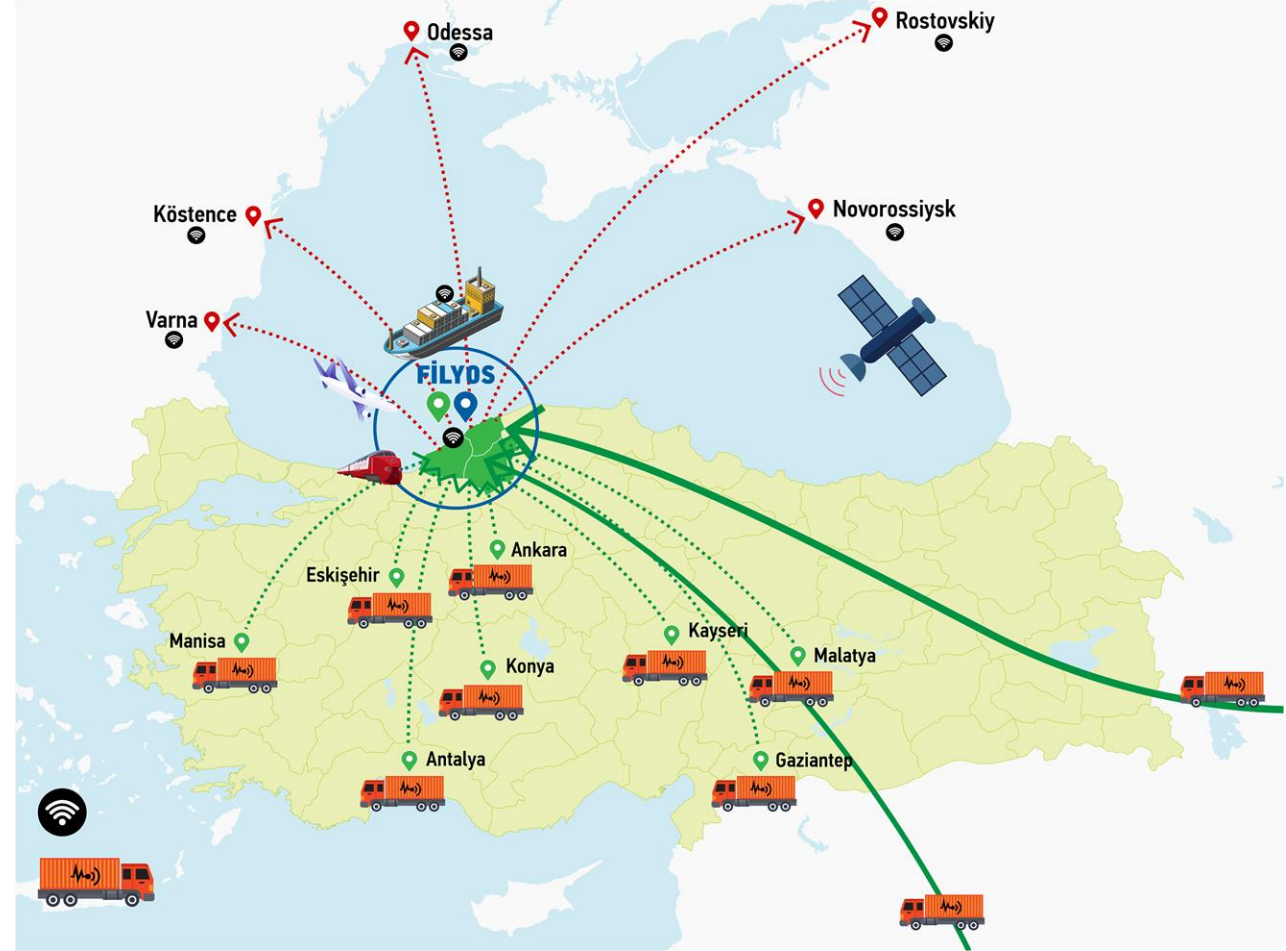 Odessa
Rostovskiy
Köstence
Novorossiysk
Varna
FİLYOS
Ankara
Eskişehir
Manisa
Kayseri
Konya
Malatya
Antalya
Gaziantep